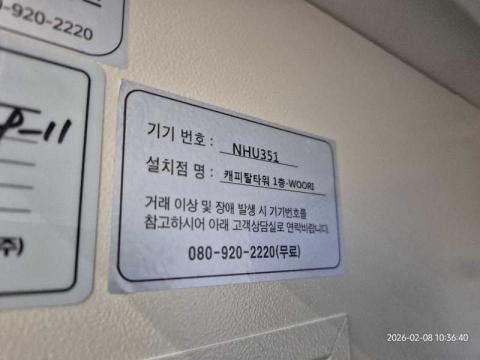 -920-2220
P-11
(주)
기기 번호 : NHU351
설치점 명 : 캐피탈타워 1층-WOORI
거래 이상 및 장애 발생 시 기기번호를
참고하시어 아래 고객상담실로 연락바랍니다.
080-920-2220(무료)
2026-02-08 10:36:40